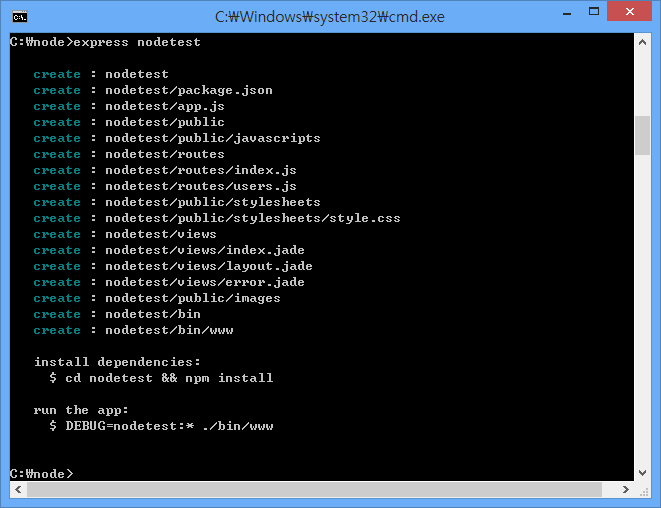 C:₩Windows₩system32₩cmd.exe
C:₩node>express nodetest
create : nodetest
create : nodetest/package.json
create : nodetest/app.js
create : nodetest/public
create : nodetest/public/javascripts
create : nodetest/routes
create : nodetest/routes/index.js
create : nodetest/routes/users.js
create : nodetest/public/stylesheets
create : nodetest/public/stylesheets/style.css
create : nodetest/views
create : nodetest/views/index.jade
create : nodetest/views/layout.jade
create : nodetest/views/error.jade
create : nodetest/public/images
create : nodetest/bin
create : nodetest/bin/www
install dependencies:
$ cd nodetest && npm install
run the app:
$ DEBUG=nodetest:* ./bin/www
C:₩node>